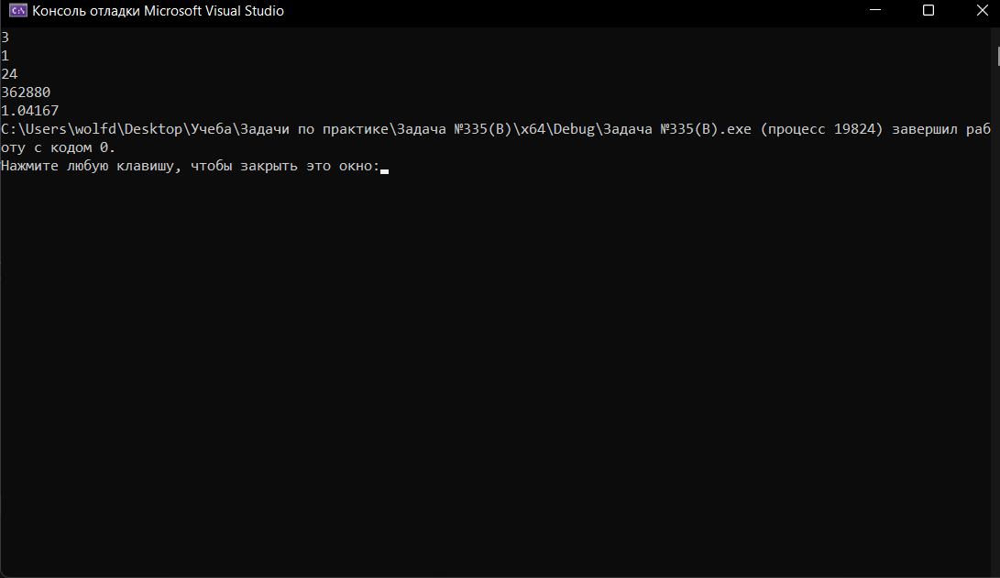 Консоль отладки Microsoft Visual Studio
3
1
24
362880
1.04167
C:\Users\wolfd\Desktop\Учеба\Задачи по практике\Задача №335(В)\x64\Debug\Задача №335(В).exe (процесс 19824) завершил раб
оту с кодом 0.
Нажмите любую клавишу, чтобы закрыть это окно: